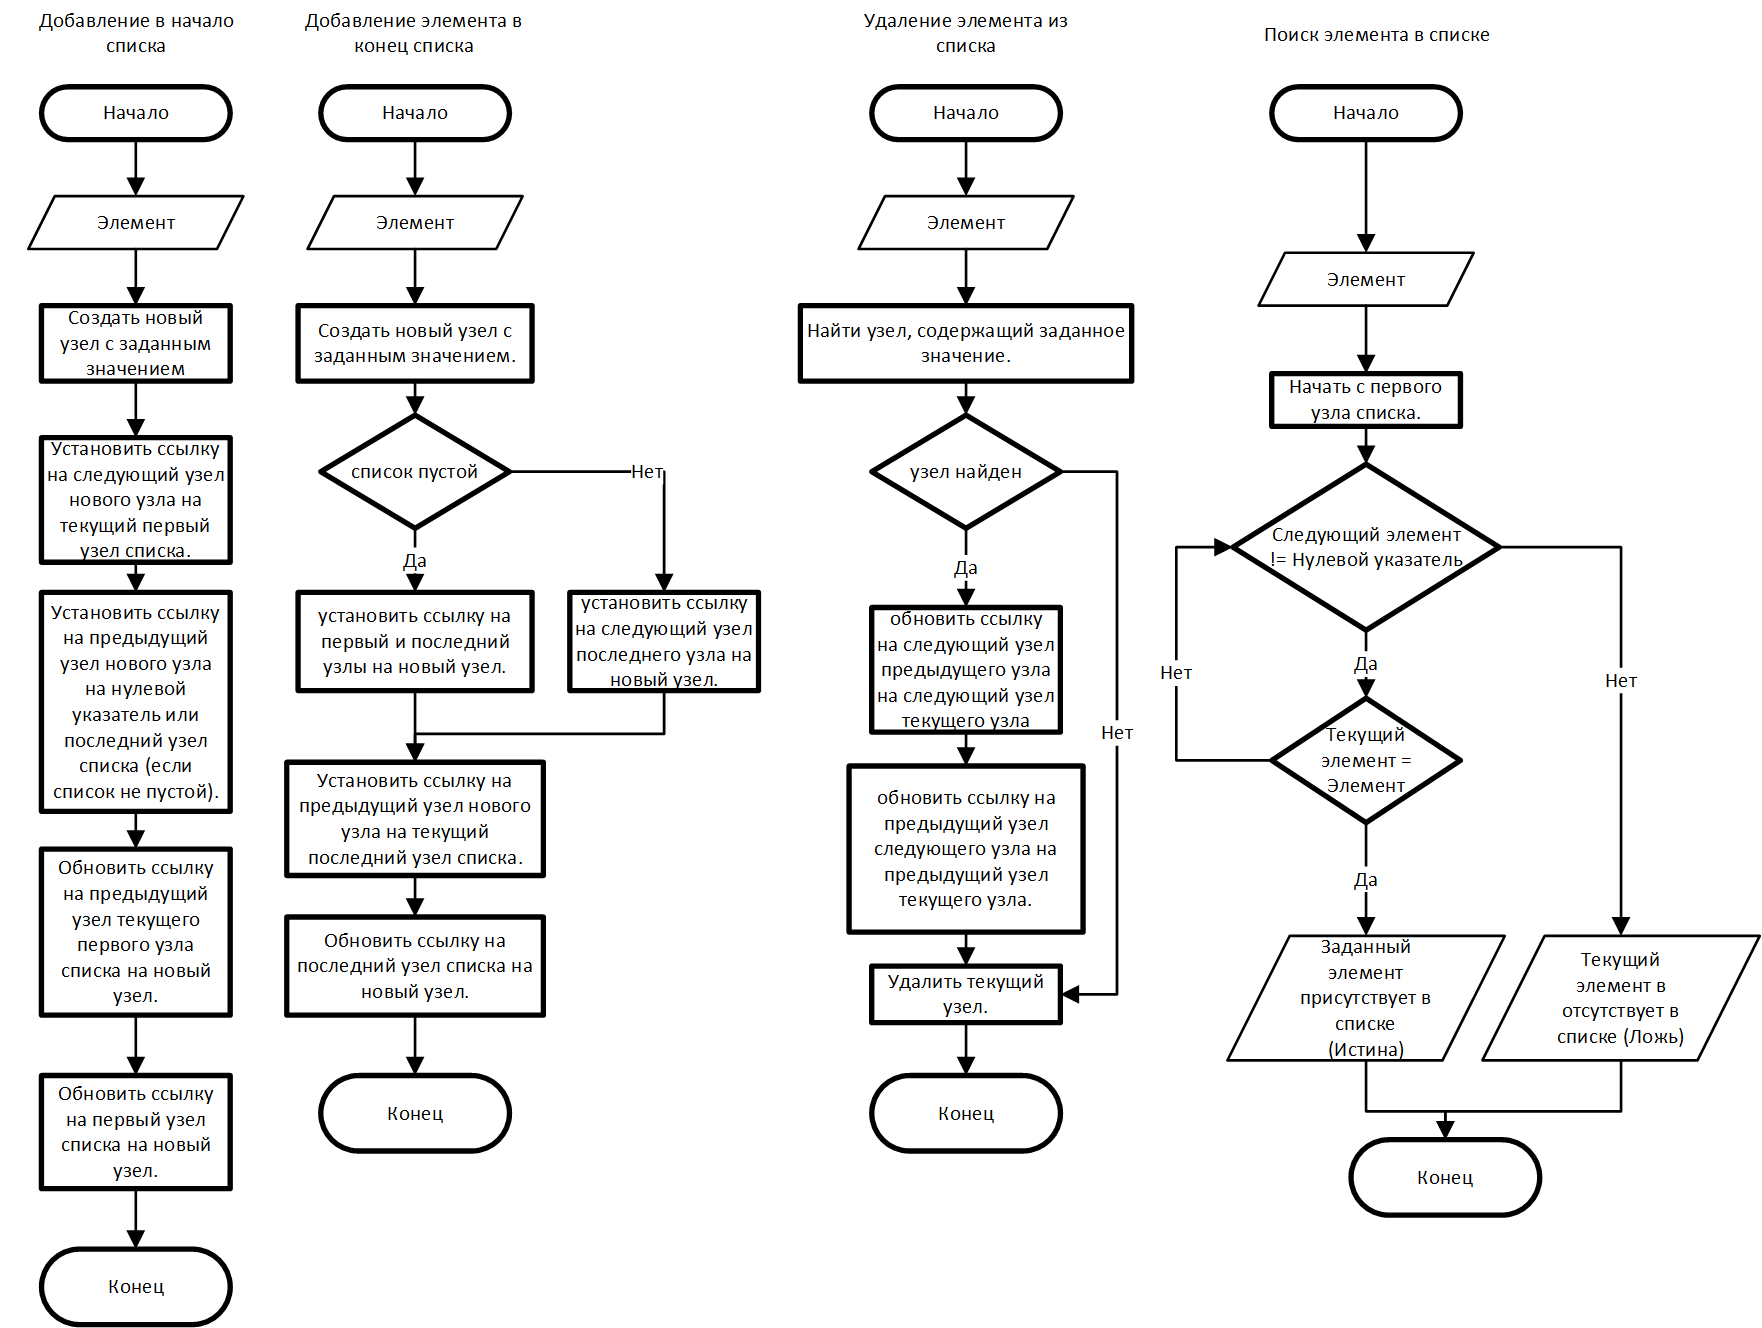 Добавление в начало
списка
Начало
Элемент
Создать новый
узел с заданным
значением
Установить ссылку
на следующий узел
нового узла на
текущий первый
узел списка.
Установить ссылку
на предыдущий
узел нового узла
на нулевой
указатель или
последний узел
списка (если
список не пустой).
Обновить ссылку
на предыдущий
узел текущего
первого узла
списка на новый
узел.
Обновить ссылку
на первый узел
списка на новый
узел.
Конец
Добавление элемента в
конец списка
Начало
Элемент
Создать новый узел с
заданным значением.
список пустой
Нет
Да
установить ссылку на
первый и последний
узлы на новый узел.
установить ссылку
на следующий узел
последнего узла на
новый узел.
Установить ссылку на
предыдущий узел нового
узла на текущий
последний узел списка.
Обновить ссылку на
последний узел списка на
новый узел.
Конец
Удаление элемента из
списка
Начало
Элемент
Найти узел, содержащий заданное
значение.
узел найден
Да
Нет
обновить ссылку
на следующий узел
предыдущего узла
на следующий узел
текущего узла
обновить ссылку на
предыдущий узел
следующего узла на
предыдущий узел
текущего узла.
Удалить текущий
узел.
Конец
Поиск элемента в списке
Начало
Элемент
Начать с первого
узла списка.
Следующий элемент
!= Нулевой указатель
Да
Нет
Нет
Текущий
элемент =
Элемент
Да
Заданный
элемент
присутствует в
списке
(Истина)
Текущий
элемент в
отсутствует в
списке (Ложь)
Конец